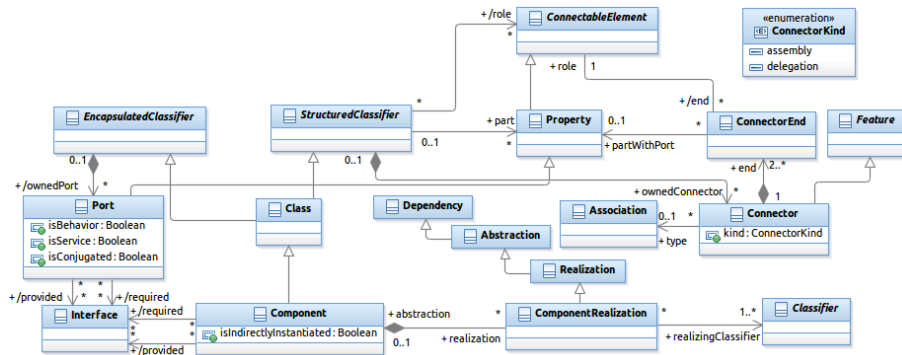 +/role
ConnectableElement
«enumeration»
ConnectorKind
assembly
delegation
*
+ role
1
EncapsulatedClassifier
StructuredClassifier
*
+ part
Property
0..1
+/end
*
ConnectorEnd
Feature
0..1
0..1
0..1
*
+ partWithPort
*
+ end
2..*
+/ownedPort
*
+ ownedConnector
*
1
Port
isBehavior : Boolean
isService : Boolean
isConjugated : Boolean
Class
Dependency
Association
0..1
*
+ type
Connector
kind : ConnectorKind
Abstraction
Realization
+/provided
*
*
*
*
+/required
Interface
+/required
*
*
*
*
+/provided
Component
isIndirectlyInstantiated : Boolean
+ abstraction
0..1
*
+ realization
ComponentRealization
*
1..*
+ realizingClassifier
Classifier